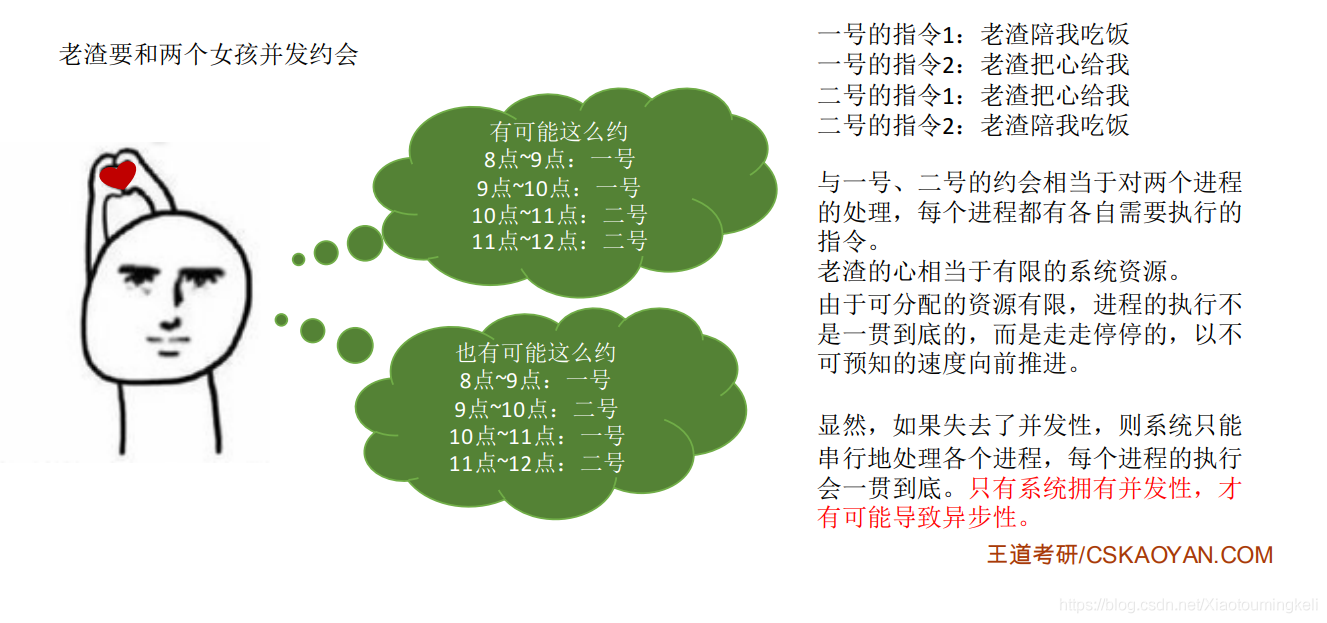 老渣要和两个女孩并发约会
有可能这么约
8点~9点：一号
9点~10点：一号
10点~11点：二号
11点~12点：二号
也有可能这么约
8点~9点：一号
9点~10点：二号
10点~11点：一号
11点~12点：二号
一号的指令1：老渣陪我吃饭
一号的指令2：老渣把心给我
二号的指令1：老渣把心给我
二号的指令2：老渣陪我吃饭
与一号、二号的约会相当于对两个进程
的处理，每个进程都有各自需要执行的
指令。
老渣的心相当于有限的系统资源。
由于可分配的资源有限，进程的执行不
是一贯到底的，而是走走停停的，以不
可预知的速度向前推进。
显然，如果失去了并发性，则系统只能
串行地处理各个进程，每个进程的执行
会一贯到底。只有系统拥有并发性，才
有可能导致异步性。
王道考研/CSKAOYAN.COM
https://blog.csdn.net/Xiaotoumingkeli